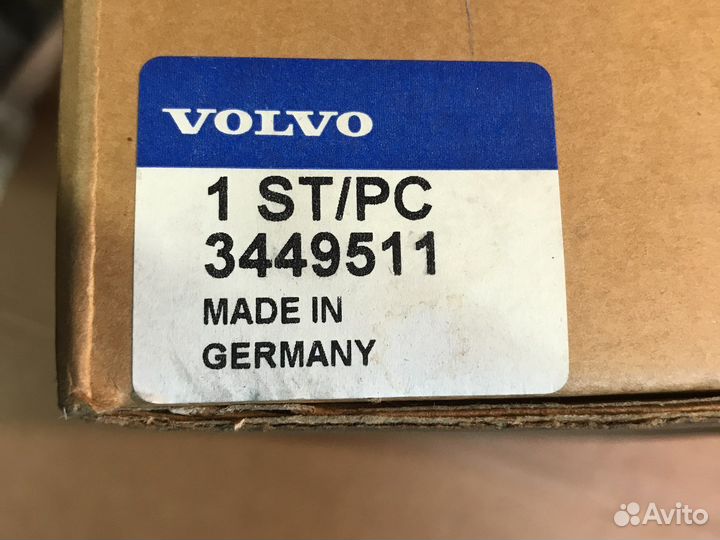 VOLVO
1 ST/PC
3449511
MADE IN
GERMANY
Avito